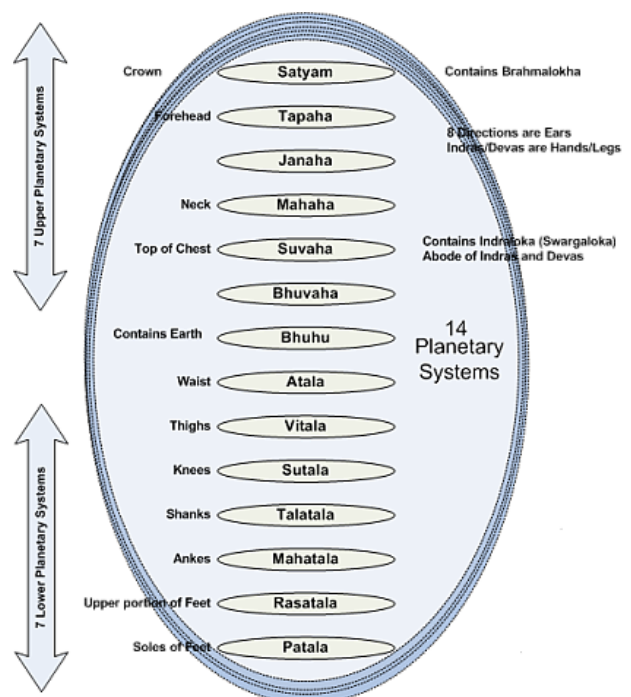 7 Upper Planetary Systems
Crown Satyam Contains Brahmalokha
Forehead Tapaha
8 Directions are Ears
Indras/Devas are Hands/Legs
Janaha
Neck Mahaha
Top of Chest Suvaha Contains Indraloka (Swargaloka)
Abode of Indras and Devas
Bhuvaha
Contains Earth Bhuhu
14
Planetary
Systems
Waist Atala
7 Lower Planetary Systems
Thighs Vitala
Knees Sutala
Shanks Talatala
Ankes Mahatala
Upper portion of Feet Rasatala
Soles of Feet Patala